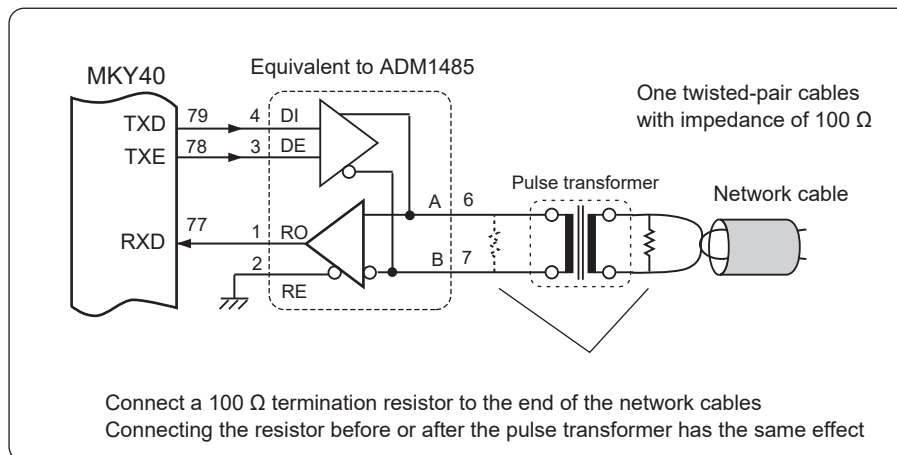 Equivalent to ADM1485
MKY40
One twisted-pair cables
with impedance of 100 Ω
TXD 79 4 DI
TXE 78 3 DE
Pulse transformer
Network cable
A 6
RXD 77 1 RO
B 7
2
RE
Connect a 100 Ω termination resistor to the end of the network cables
Connecting the resistor before or after the pulse transformer has the same effect